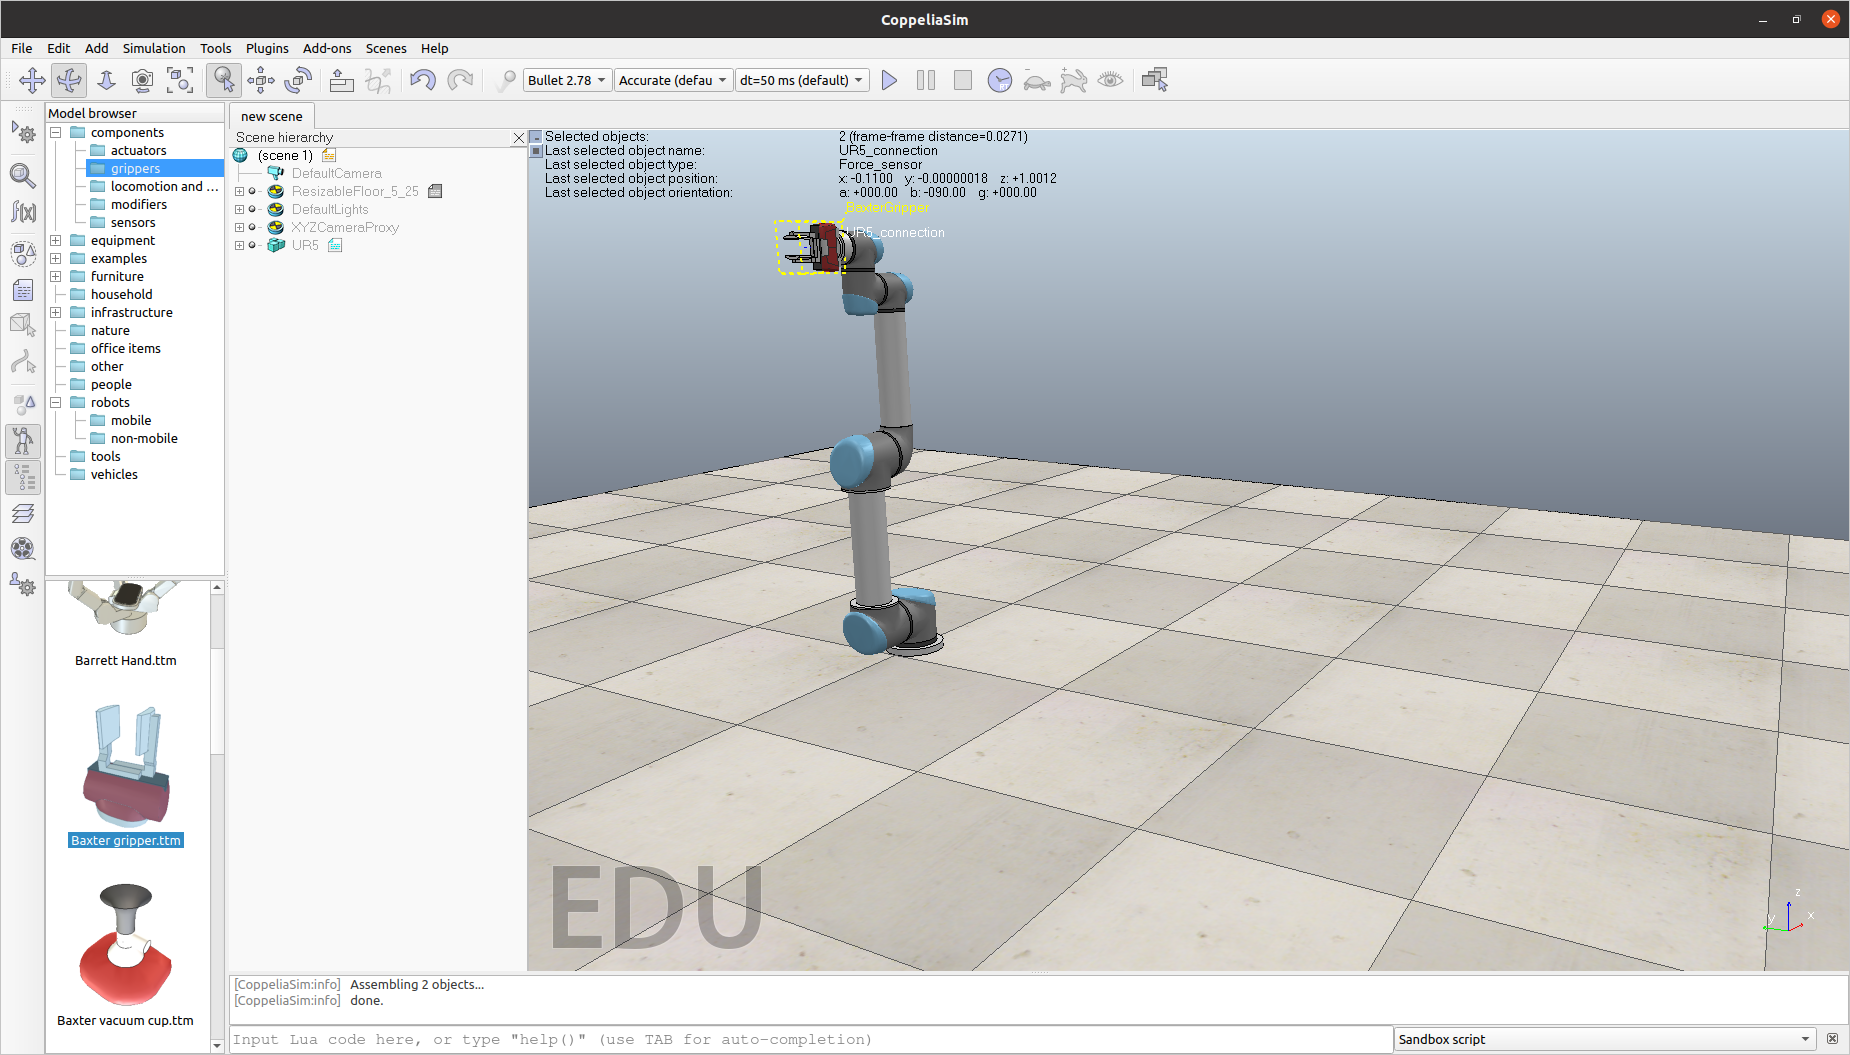 CoppeliaSim
File Edit Add Simulation Tools Plugins Add-ons Scenes Help
Bullet 2.78 Accurate (defau dt=50 ms (default) RT
Model browser
components
actuators
grippers
locomotion and ...
modifiers
sensors
equipment
examples
furniture
household
infrastructure
nature
office items
other
people
robots
mobile
non-mobile
tools
vehicles
Barrett Hand.ttm
Baxter gripper.ttm
Baxter vacuum cup.ttm
new scene
Scene hierarchy
(scene 1)
DefaultCamera
ResizableFloor_5_25
DefaultLights
XYZCameraProxy
UR5
Selected objects: 2 (frame-frame distance=0.0271)
Last selected object name: UR5_connection
Last selected object type: Force_sensor
Last selected object position: x: -0.1100 y: -0.00000018 z: +1.0012
Last selected object orientation: a: +000.00 b: -090.00 g: +000.00
BaxterGripper
UR5_connection
EDU
z
y
x
[CoppeliaSim:info] Assembling 2 objects...
[CoppeliaSim:info] done.
Input Lua code here, or type "help()" (use TAB for auto-completion)
Sandbox script
f(x)